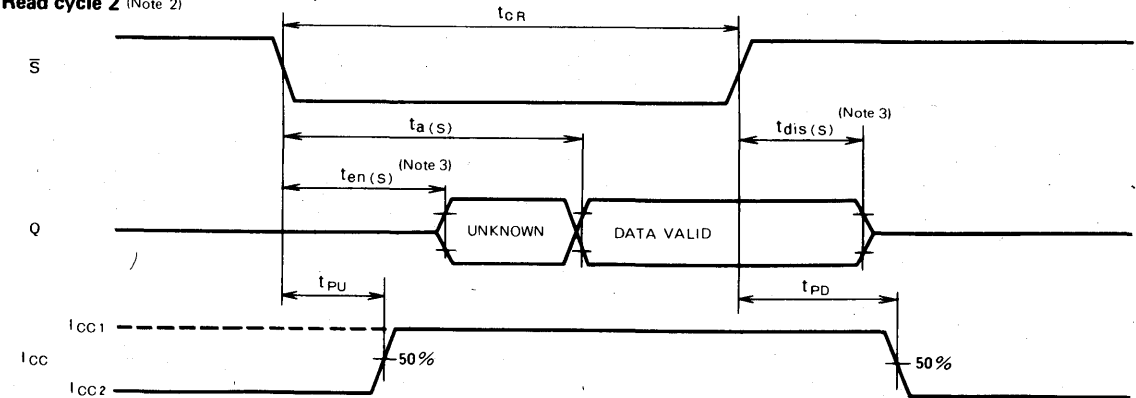 Read cycle 2 (Note 2)
tCR
S̅
ta(S)
tdis(S) (Note 3)
ten(S) (Note 3)
Q
UNKNOWN
DATA VALID
tPU
tPD
ICC1
ICC
50%
50%
ICC2